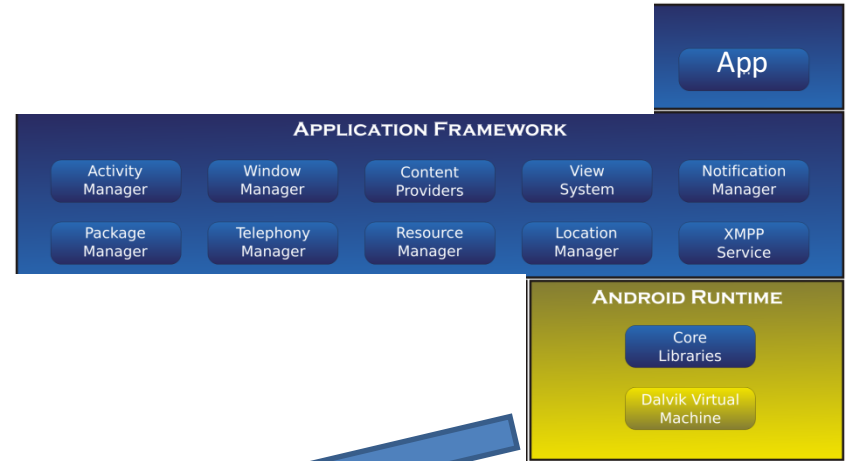 App
APPLICATION FRAMEWORK
Activity Manager
Window Manager
Content Providers
View System
Notification Manager
Package Manager
Telephony Manager
Resource Manager
Location Manager
XMPP Service
ANDROID RUNTIME
Core Libraries
Dalvik Virtual Machine